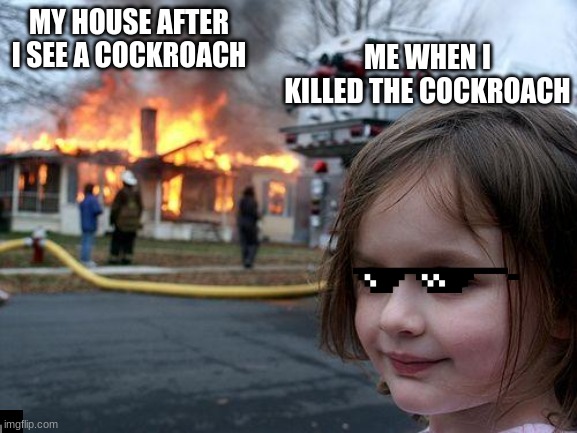 MY HOUSE AFTER
I SEE A COCKROACH
ME WHEN I
KILLED THE COCKROACH
imgflip.com